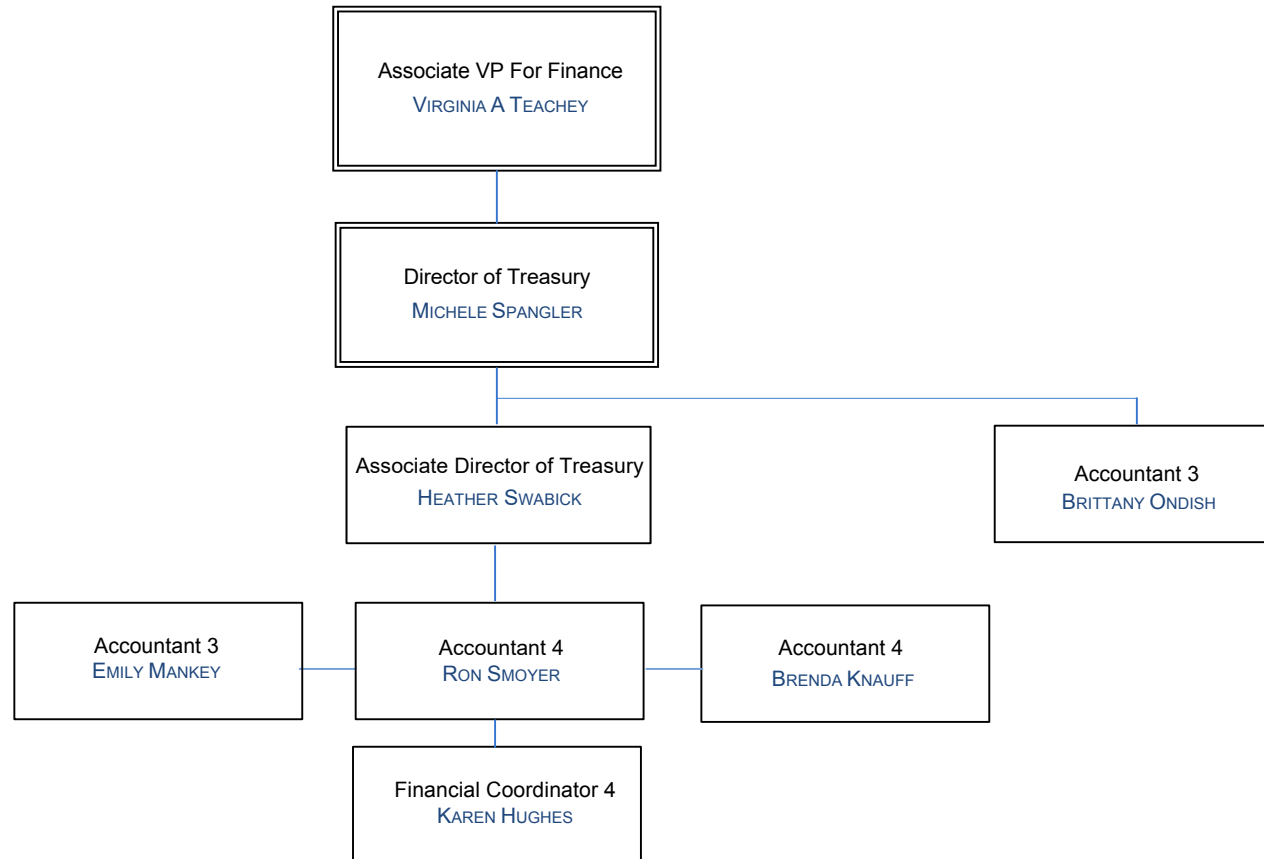 Associate VP For Finance
VIRGINIA A TEACHEY
Director of Treasury
MICHELE SPANGLER
Associate Director of Treasury
HEATHER SWABICK
Accountant 3
BRITTANY ONDISH
Accountant 3
EMILY MANKEY
Accountant 4
RON SMOYER
Accountant 4
BRENDA KNAUFF
Financial Coordinator 4
KAREN HUGHES